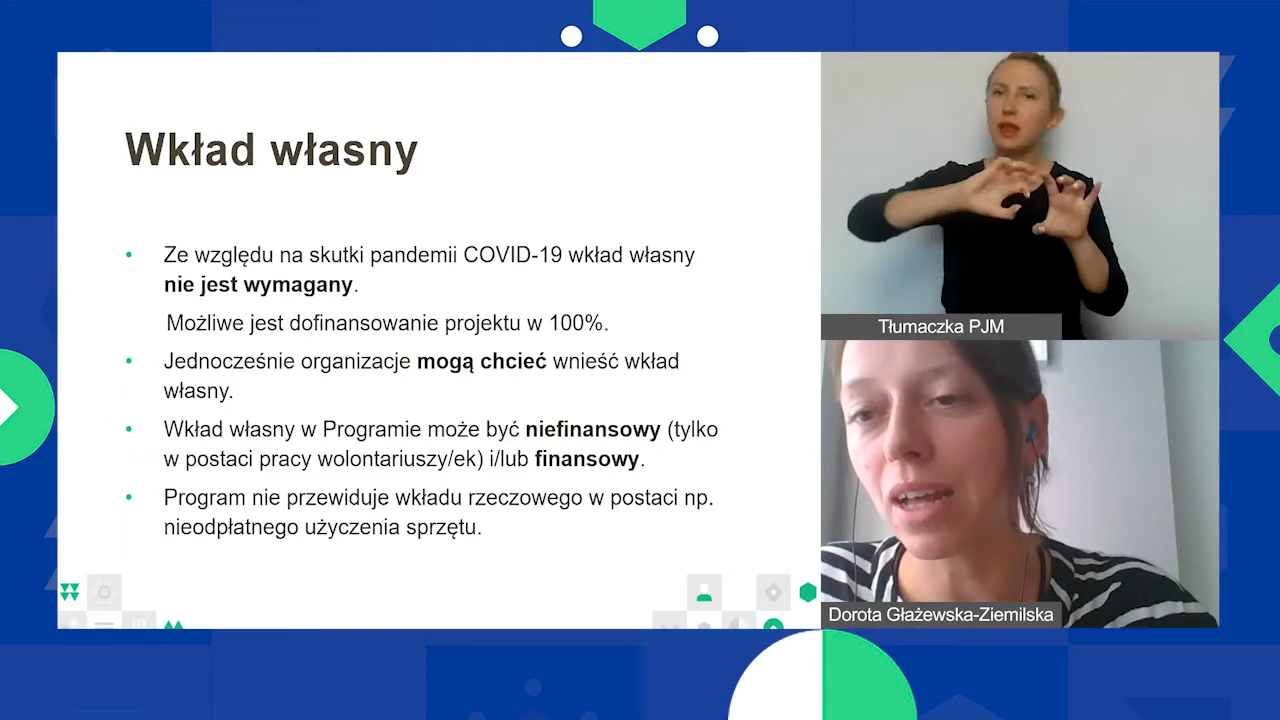 Wkład własny
Ze względu na skutki pandemii COVID-19 wkład własny
nie jest wymagany.
Możliwe jest dofinansowanie projektu w 100%.
Jednocześnie organizacje mogą chcieć wnieść wkład
własny.
Wkład własny w Programie może być niefinansowy (tylko
w postaci pracy wolontariuszy/ek) i/lub finansowy.
Program nie przewiduje wkładu rzeczowego w postaci np.
nieodpłatnego użyczenia sprzętu.
Tłumaczka PJM
Dorota Głażewska-Ziemilska